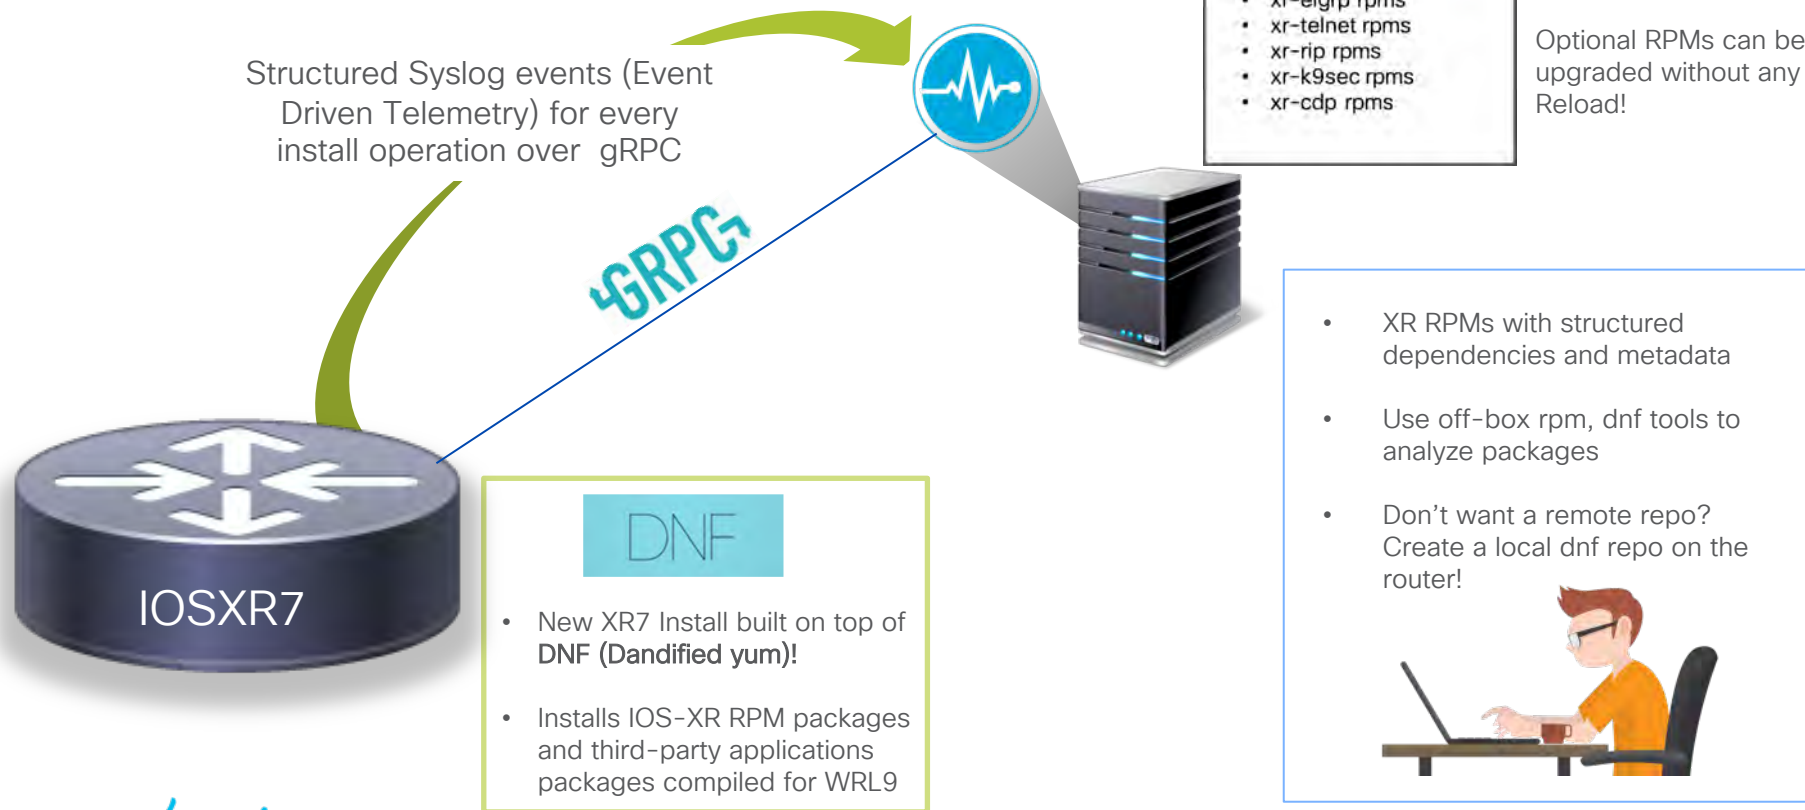 • xr-eigrp rpms
• xr-telnet rpms
• xr-rip rpms
• xr-k9sec rpms
• xr-cdp rpms
Optional RPMs can be
upgraded without any
Reload!
Structured Syslog events (Event
Driven Telemetry) for every
install operation over gRPC
GRPC
• XR RPMs with structured
dependencies and metadata
• Use off-box rpm, dnf tools to
analyze packages
• Don't want a remote repo?
Create a local dnf repo on the
router!
IOSXR7
DNF
• New XR7 Install built on top of
DNF (Dandified yum)!
• Installs IOS-XR RPM packages
and third-party applications
packages compiled for WRL9